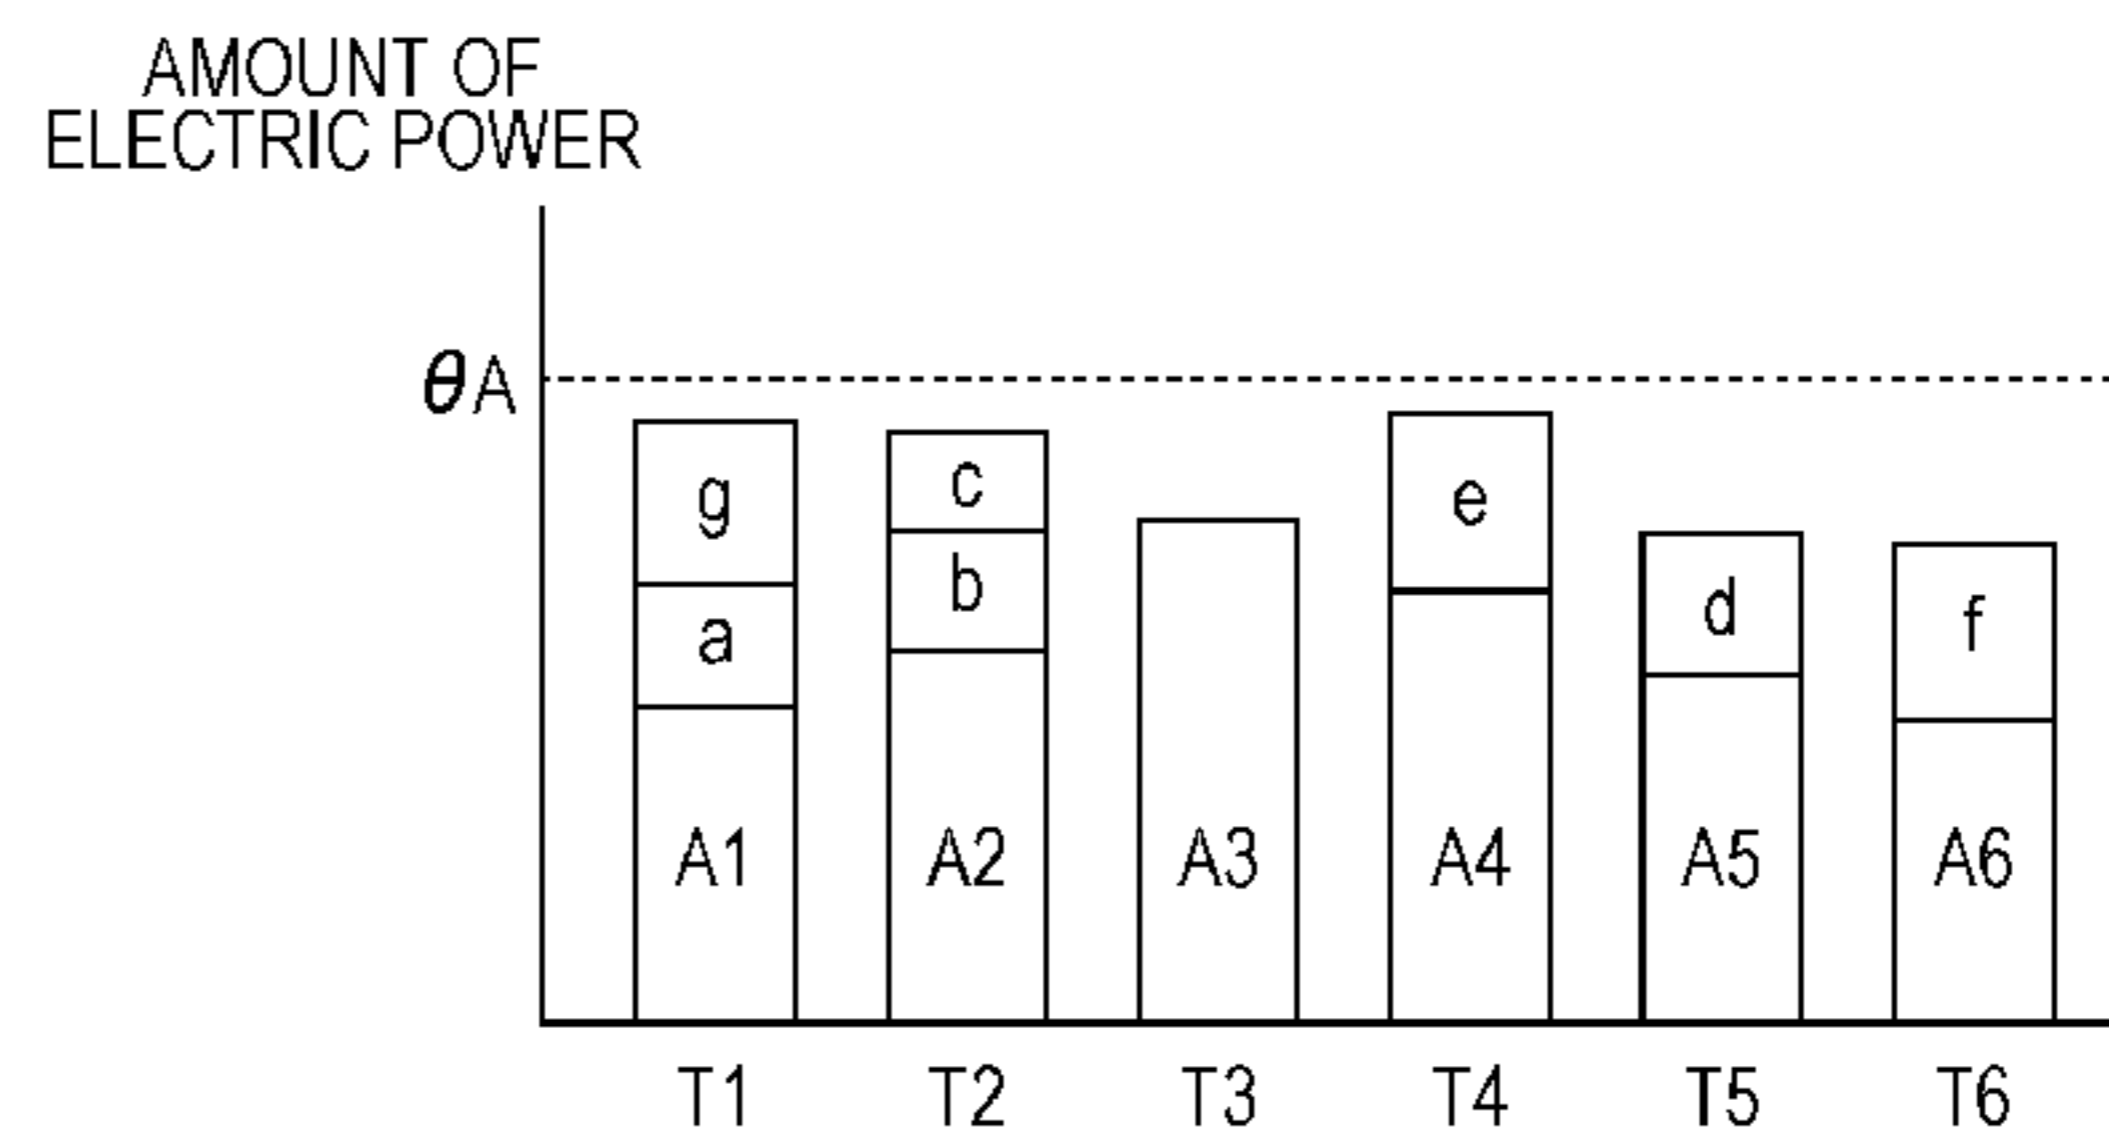 AMOUNT OF
ELECTRIC POWER
θA
g
c
e
a
b
d
f
A1 A2 A3 A4 A5 A6
T1 T2 T3 T4 T5 T6